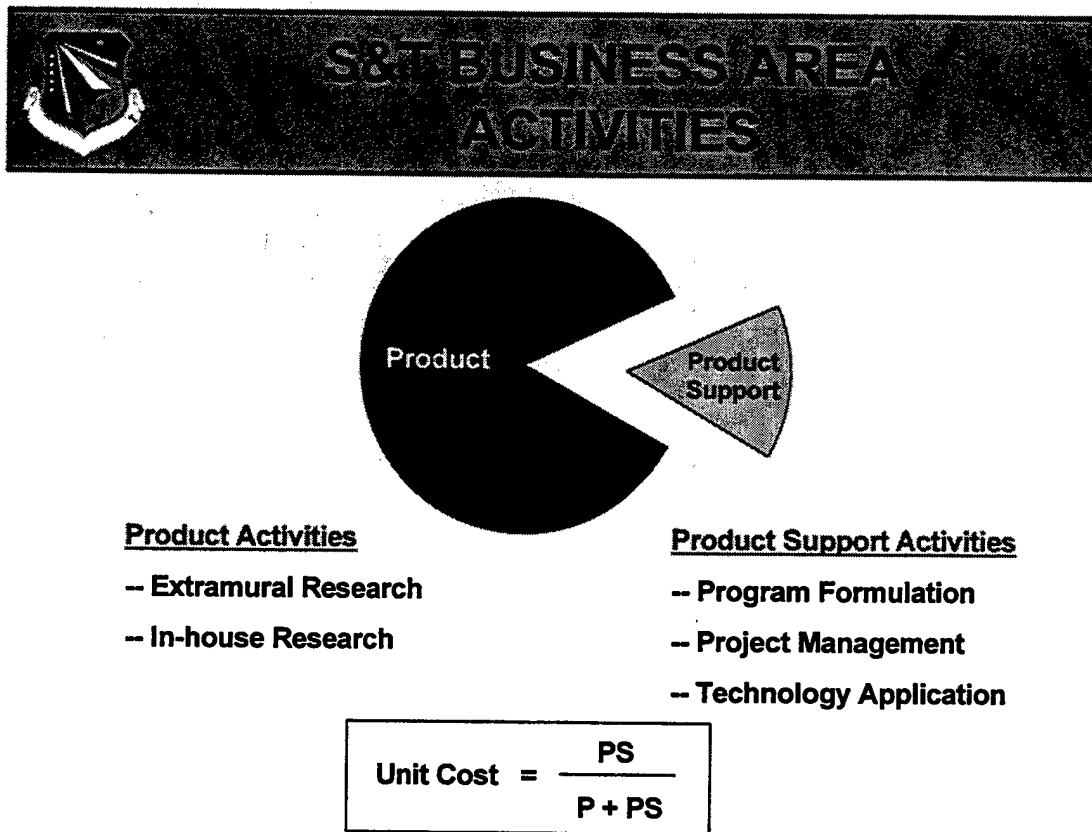 S&T BUSINESS AREA
ACTIVITIES
Product
Product
Support
Product Activities
-- Extramural Research
-- In-house Research
Product Support Activities
-- Program Formulation
-- Project Management
-- Technology Application
Unit Cost = PS
P + PS